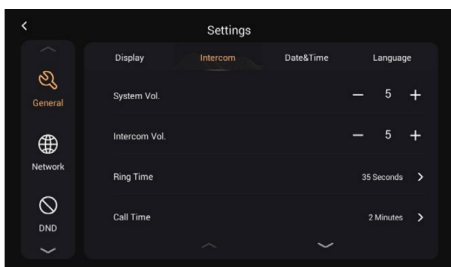 Settings
Display Intercom Date&Time Language
General
System Vol. 5
Intercom Vol. 5
Network
Ring Time 35 Seconds
DND
Call Time 2 Minutes